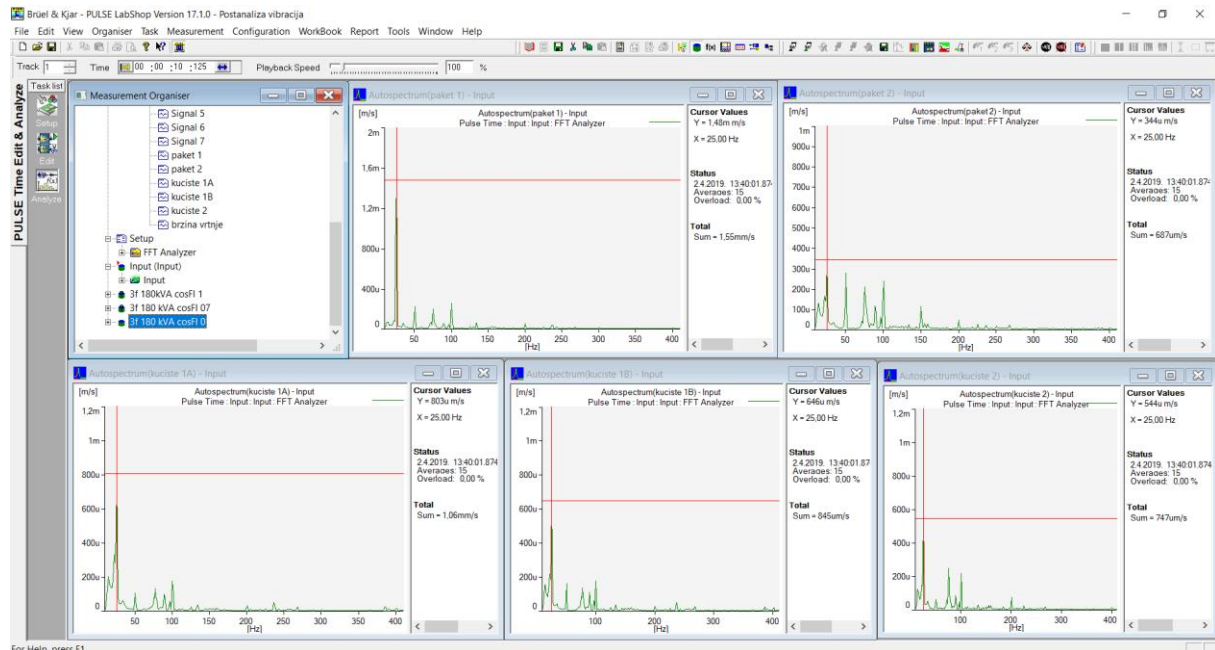 Brüel & Kjar - PULSE LabShop Version 17.1.0 - Postanaliza vibracija
File Edit View Organiser Task Measurement Configuration WorkBook Report Tools Window Help
Track 1 Time 00 :00 :10 :125 Playback Speed 100 %
PULSE Time Edit & Analyze
Task list
Setup
Edit
Analyze
Measurement Organiser
Signal 5
Signal 6
Signal 7
paket 1
paket 2
kuciste 1A
kuciste 1B
kuciste 2
brzina vrtnje
Setup
FFT Analyzer
Input (Input)
Input
3f 180kVA cosFI 1
3f 180 kVA cosFI 07
3f 180 kVA cosFI 0
Autospectrum(paket 1) - Input
[m/s]
Autospectrum(paket 1) - Input
Pulse Time : Input : Input : FFT Analyzer
2m
1,6m
1,2m
800u
400u
0
50 100 150 200 250 300 350 400
[Hz]
Cursor Values
Y = 1,48m m/s
X = 25,00 Hz
Status
2.4.2019. 13:40:01.87
Averages: 15
Overload: 0,00 %
Total
Sum = 1,55mm/s
Autospectrum(paket 2) - Input
[m/s]
Autospectrum(paket 2) - Input
Pulse Time : Input : Input : FFT Analyzer
1m
900u
800u
700u
600u
500u
400u
300u
200u
100u
0
50 100 150 200 250 300 350 400
[Hz]
Cursor Values
Y = 344u m/s
X = 25,00 Hz
Status
2.4.2019. 13:40:01.874
Averages: 15
Overload: 0,00 %
Total
Sum = 687um/s
Autospectrum(kuciste 1A) - Input
[m/s]
Autospectrum(kuciste 1A) - Input
Pulse Time : Input : Input : FFT Analyzer
1,2m
1m
800u
600u
400u
200u
0
50 100 150 200 250 300 350 400
[Hz]
Cursor Values
Y = 803u m/s
X = 25,00 Hz
Status
2.4.2019. 13:40:01.874
Averages: 15
Overload: 0,00 %
Total
Sum = 1,06mm/s
Autospectrum(kuciste 1B) - Input
[m/s]
Autospectrum(kuciste 1B) - Input
Pulse Time : Input : Input : FFT Analyzer
1,2m
1m
800u
600u
400u
200u
0
100 200 300 400
[Hz]
Cursor Values
Y = 646u m/s
X = 25,00 Hz
Status
2.4.2019. 13:40:01.87
Averages: 15
Overload: 0,00 %
Total
Sum = 845um/s
Autospectrum(kuciste 2) - Input
[m/s]
Autospectrum(kuciste 2) - Input
Pulse Time : Input : Input : FFT Analyzer
1,2m
1m
800u
600u
400u
200u
0
100 200 300 400
[Hz]
Cursor Values
Y = 544u m/s
X = 25,00 Hz
Status
2.4.2019. 13:40:01.874
Averages: 15
Overload: 0,00 %
Total
Sum = 747um/s
For Help, press F1